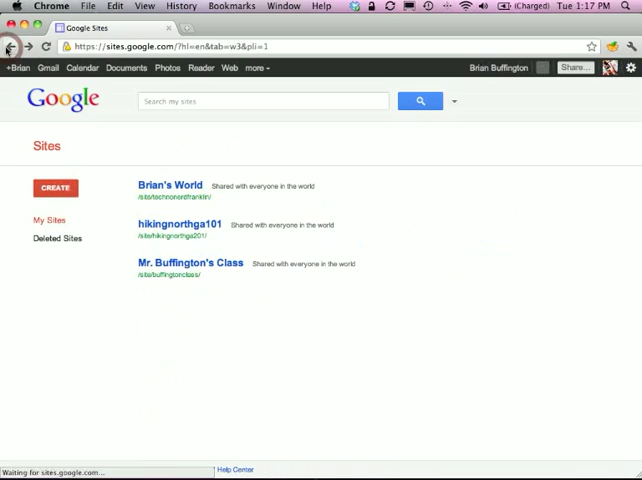 Chrome File Edit View History Bookmarks Window Help (Charged) Tue 1:17 PM
Google Sites
https://sites.google.com/?hl=en&tab=w3&pli=1
+Brian Gmail Calendar Documents Photos Reader Web more Brian Buffington Share...
Google Search my sites
Sites
CREATE
My Sites
Deleted Sites
Brian's World Shared with everyone in the world
/site/technonerdfranklin/
hikingnorthga101 Shared with everyone in the world
/site/hikingnorthga201/
Mr. Buffington's Class Shared with everyone in the world
/site/buffingtonclass/
Waiting for sites.google.com...
Help Center